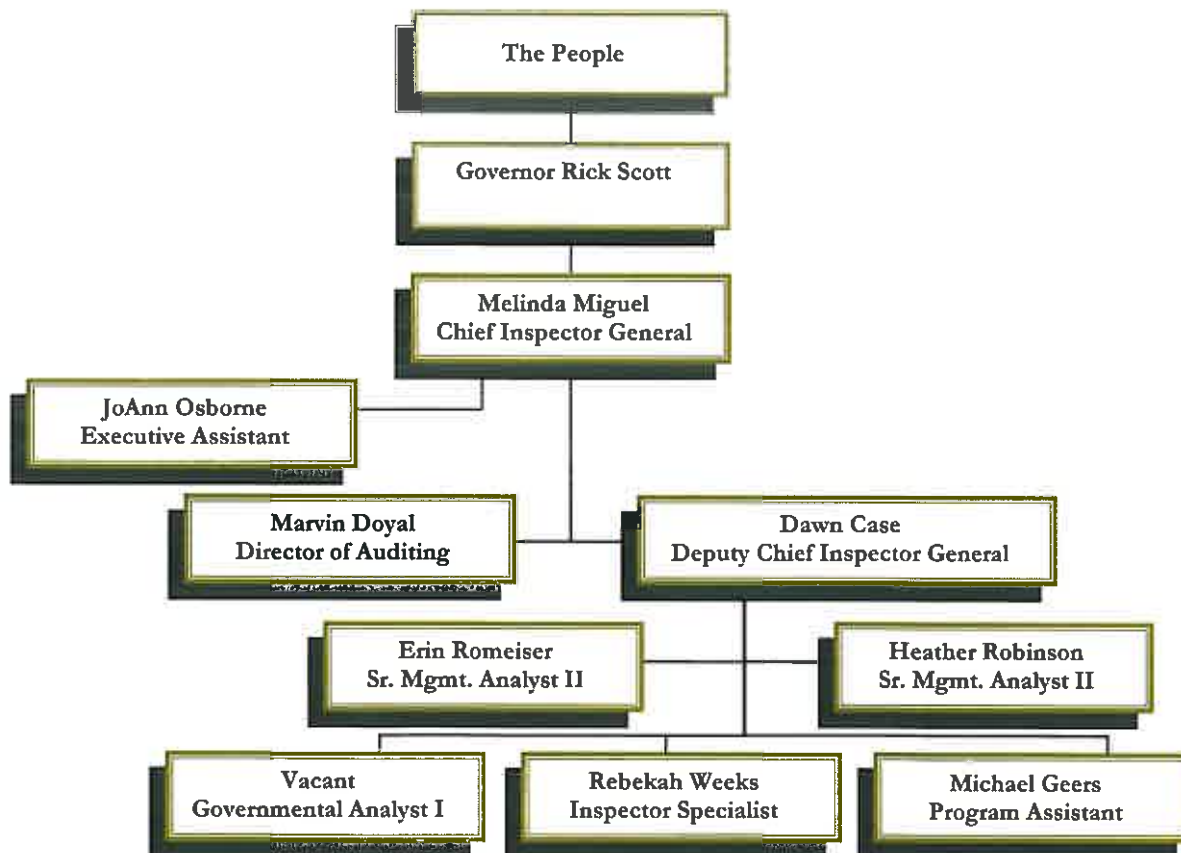 The People
Governor Rick Scott
Melinda Miguel
Chief Inspector General
JoAnn Osborne
Executive Assistant
Marvin Doyal
Director of Auditing
Dawn Case
Deputy Chief Inspector General
Erin Romeiser
Sr. Mgmt. Analyst II
Heather Robinson
Sr. Mgmt. Analyst II
Vacant
Governmental Analyst I
Rebekah Weeks
Inspector Specialist
Michael Geers
Program Assistant